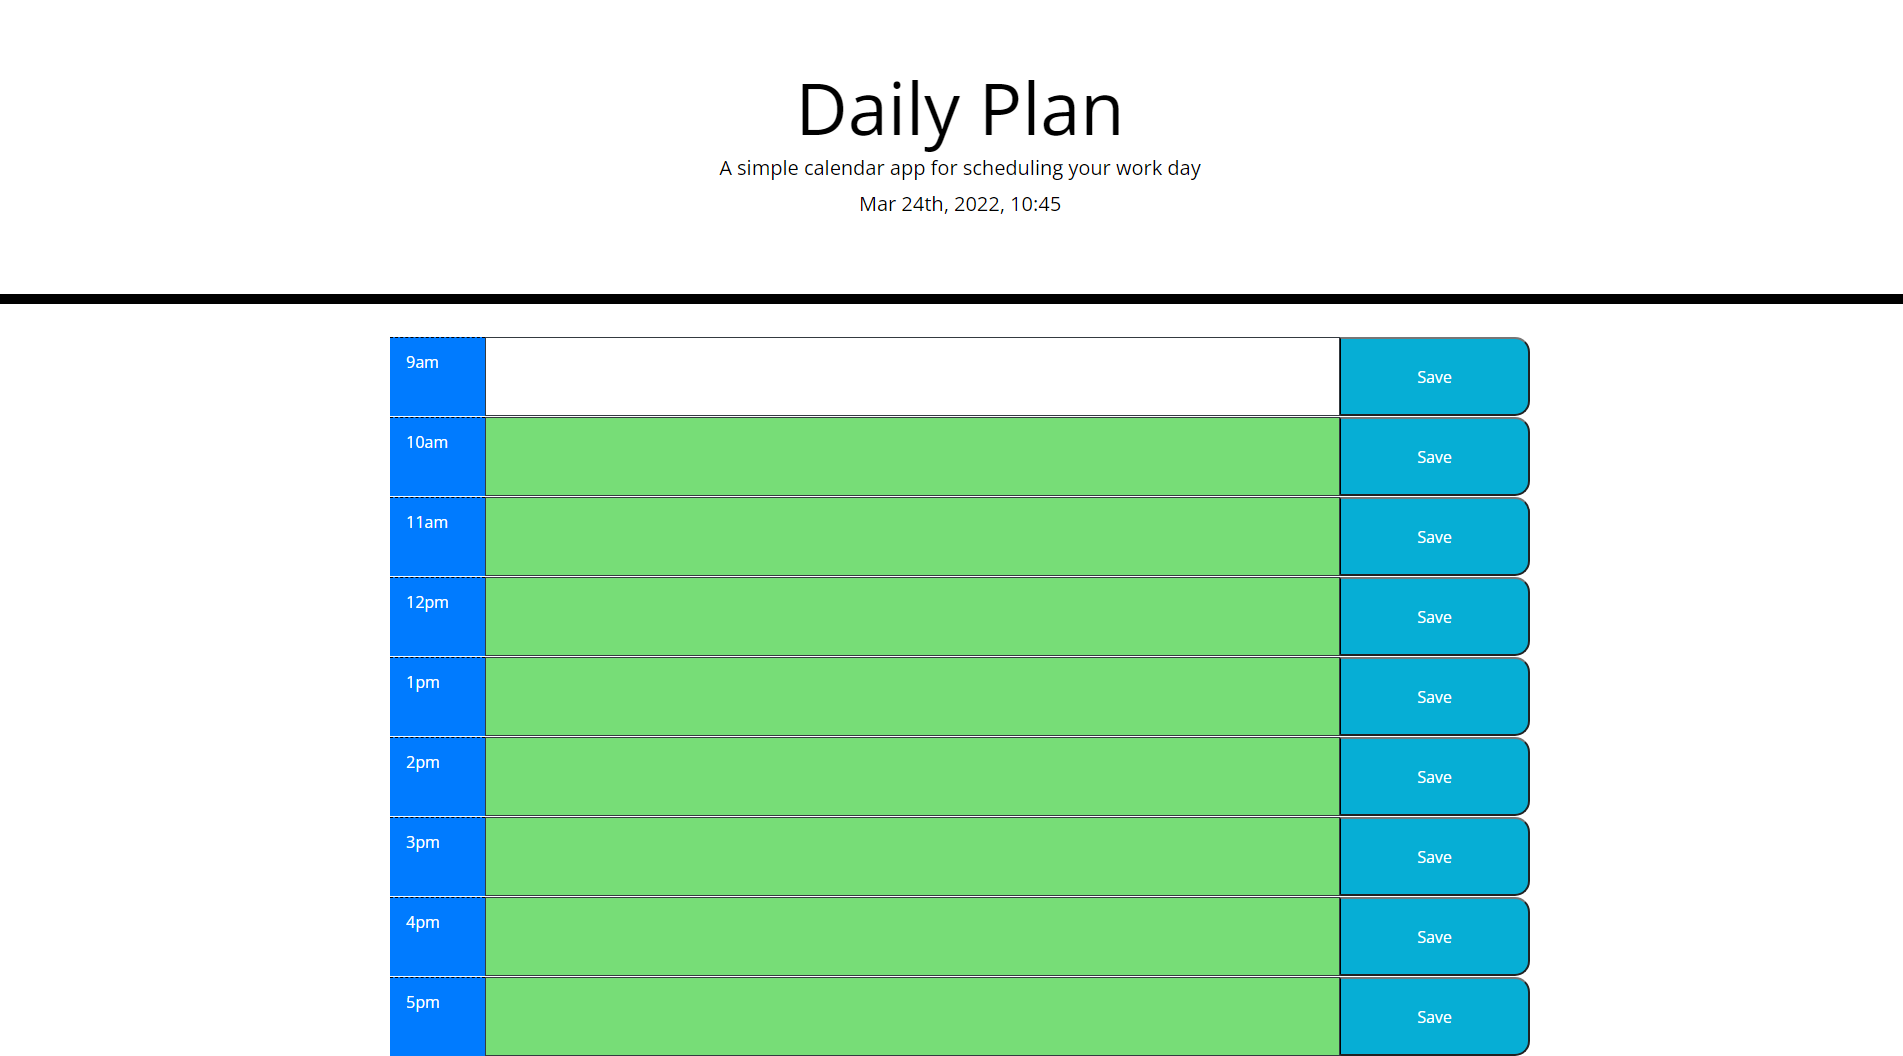 Daily Plan
A simple calendar app for scheduling your work day
Mar 24th, 2022, 10:45
9am Save
10am Save
11am Save
12pm Save
1pm Save
2pm Save
3pm Save
4pm Save
5pm Save